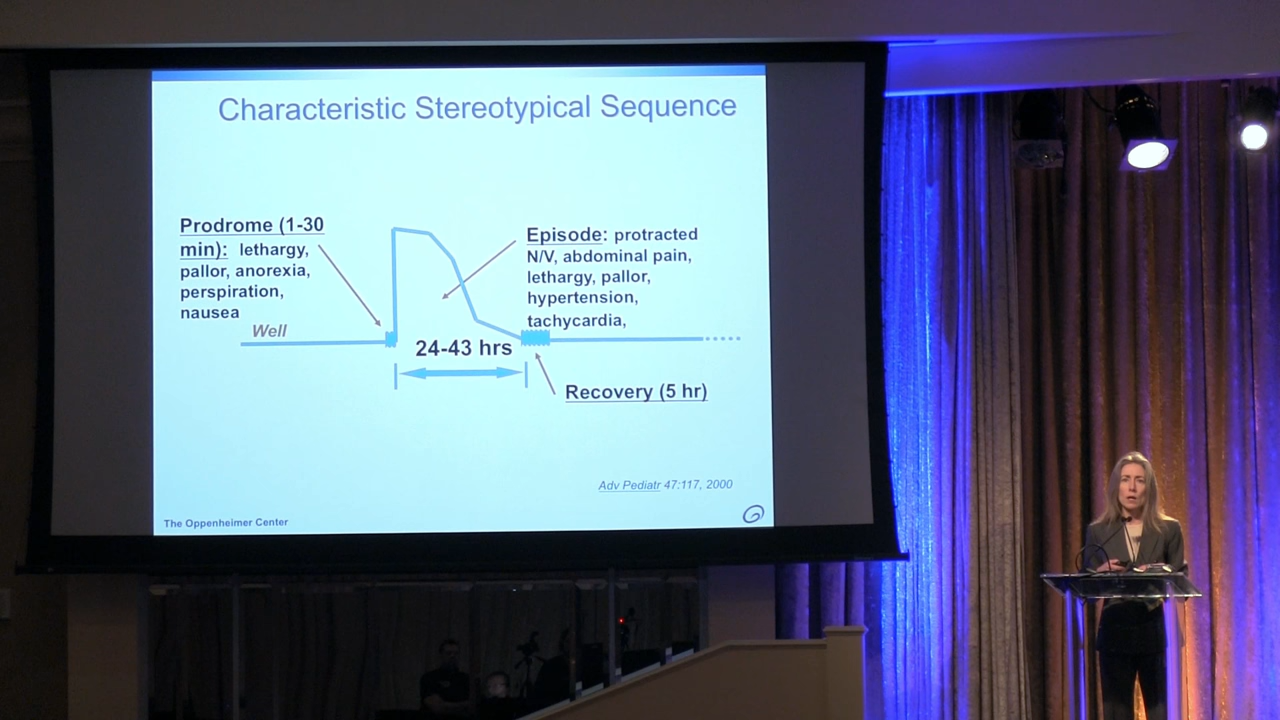 Characteristic Stereotypical Sequence
Prodrome (1-30
min): lethargy,
pallor, anorexia,
perspiration,
nausea
Well
Episode: protracted
N/V, abdominal pain,
lethargy, pallor,
hypertension,
tachycardia,
24-43 hrs
Recovery (5 hr)
Adv Pediatr 47:117, 2000
The Oppenheimer Center